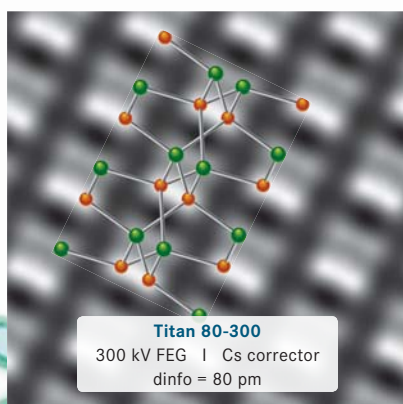 Titan 80-300
300 kV FEG I Cs corrector
dinfo = 80 pm